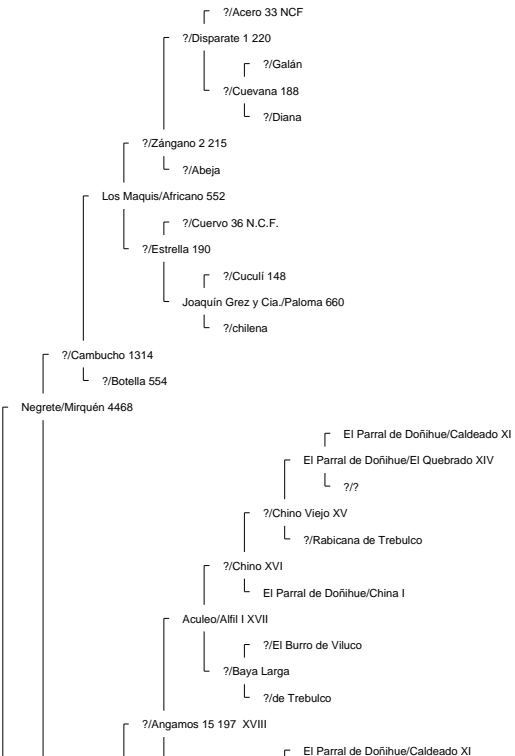 ?/Acero 33 NCF
?/Disparate 1 220
?/Galán
?/Cuevana 188
?/Diana
?/Zángano 2 215
?/Abeja
Los Maquis/Africano 552
?/Cuervo 36 N.C.F.
?/Estrella 190
?/Cuculí 148
Joaquín Grez y Cia./Paloma 660
?/chilena
?/Cambucho 1314
?/Botella 554
Negrete/Mirquén 4468
El Parral de Doñihue/Caldeado XI
El Parral de Doñihue/El Quebrado XIV
?/?
?/Chino Viejo XV
?/Rabicana de Trebulco
?/Chino XVI
El Parral de Doñihue/China I
Aculeo/Alfil I XVII
?/El Burro de Viluco
?/Baya Larga
?/de Trebulco
?/Angamos 15 197  XVIII
El Parral de Doñihue/Caldeado XI